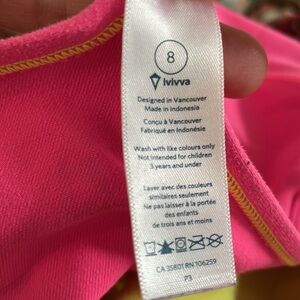 8
ivivva
Designed in Vancouver
Made in Indonesia
Conçu à Vancouver
Fabriqué en Indonésie
Wash with like colours only
Not intended for children
3 years and under
Laver avec des couleurs
similaires seulement
Ne pas laisser à la portée
des enfants
de trois ans et moins
CA 35801 RN 106259
P3